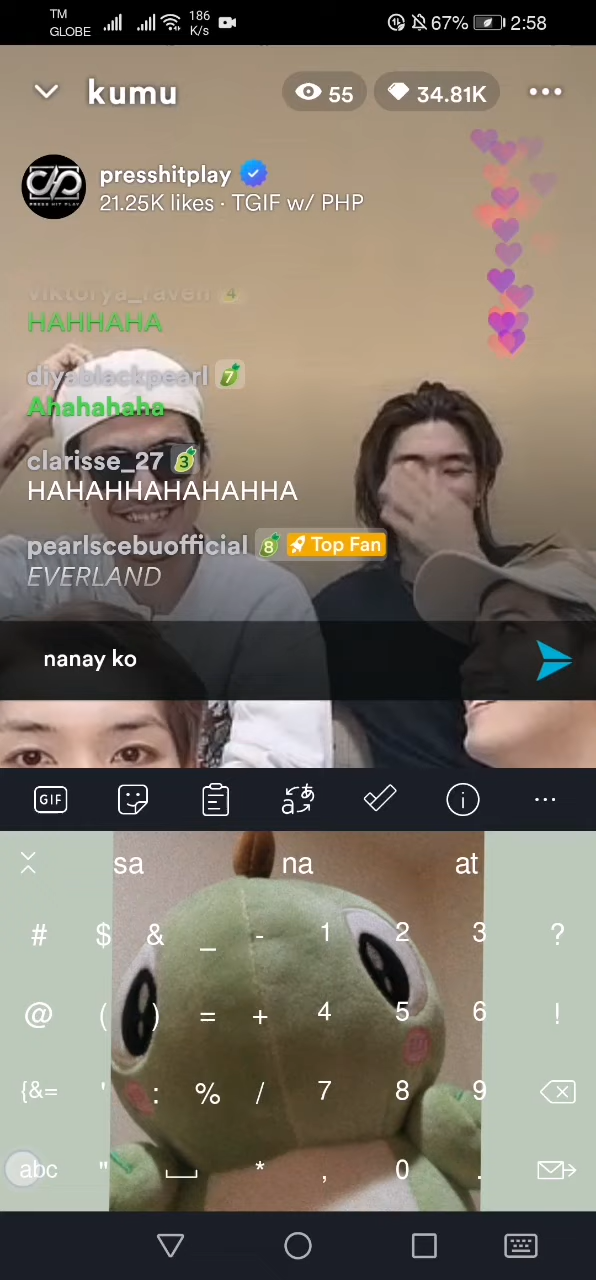 TM
GLOBE
186
K/s
67%
2:58
kumu
55
34.81K
presshitplay
21.25K likes · TGIF w/ PHP
viktorya_raven 4
HAHHAHA
diyablackpearl 7
Ahahahaha
clarisse_27 3
HAHAHHAHAHAHHA
pearlscebuofficial 8 Top Fan
EVERLAND
nanay ko
GIF
sa na at
# $ & _ - 1 2 3 ?
@ ( ) = + 4 5 6 !
{&= ' : % / 7 8 9
abc " * , 0 .